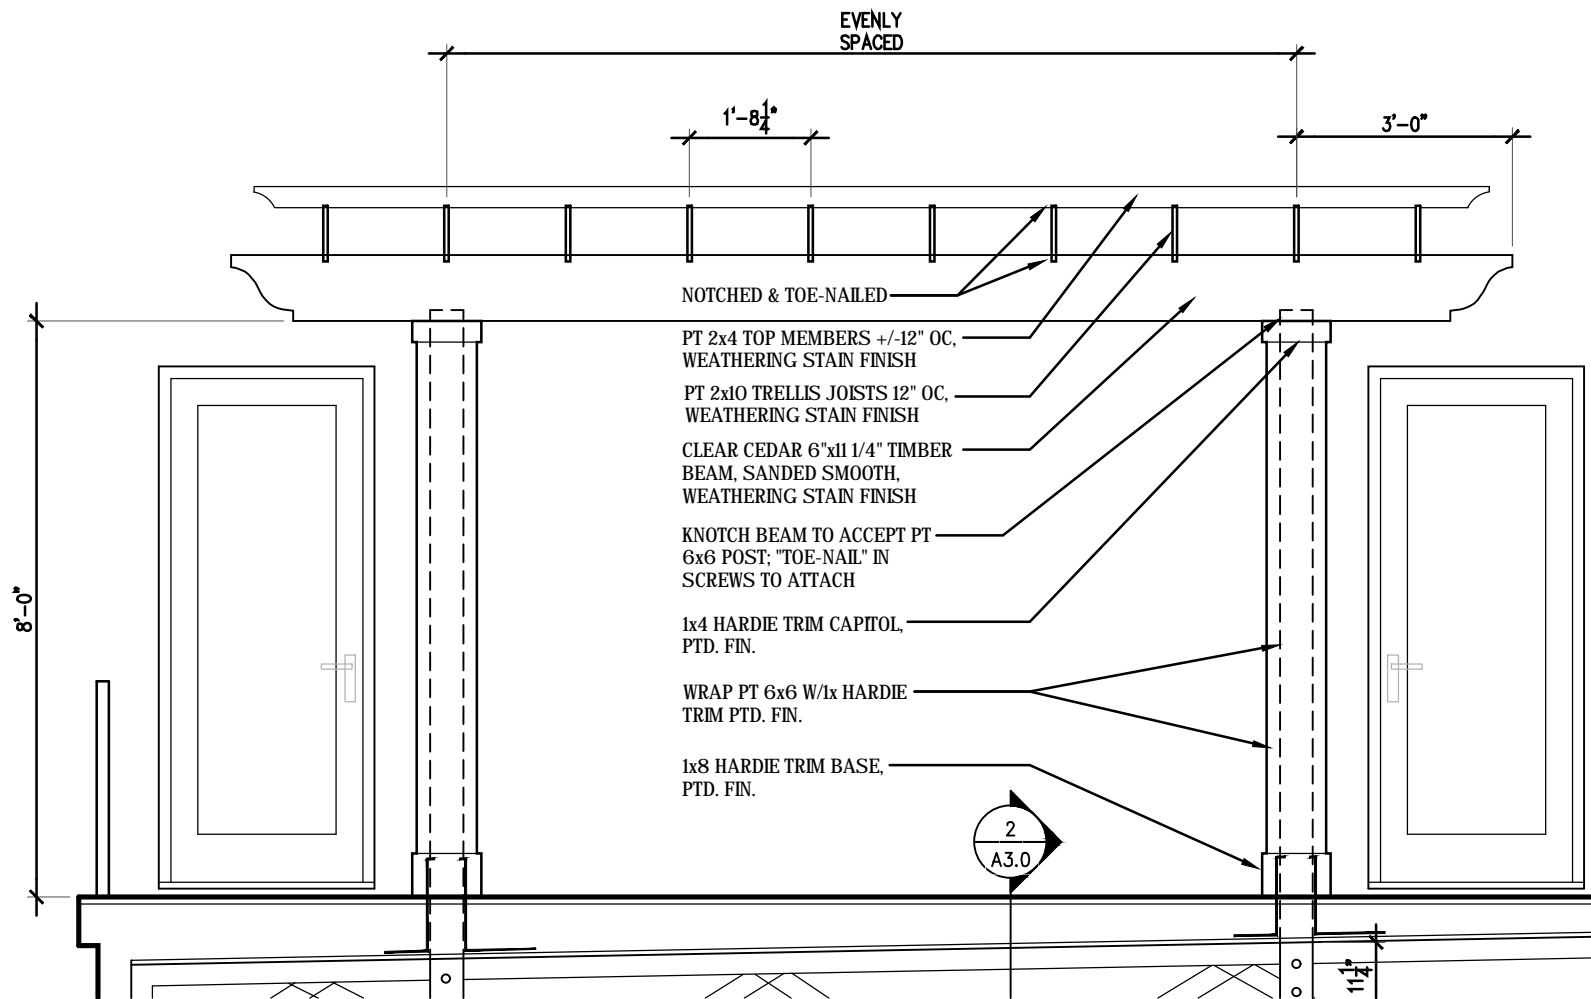 EVENLY
SPACED
1'-8 1/4"
3'-0"
NOTCHED & TOE-NAILED
PT 2x4 TOP MEMBERS +/-12" OC,
WEATHERING STAIN FINISH
PT 2x10 TRELLIS JOISTS 12" OC,
WEATHERING STAIN FINISH
CLEAR CEDAR 6"x11 1/4" TIMBER
BEAM, SANDED SMOOTH,
WEATHERING STAIN FINISH
KNOTCH BEAM TO ACCEPT PT
6x6 POST; "TOE-NAIL" IN
SCREWS TO ATTACH
8'-0"
1x4 HARDIE TRIM CAPITOL,
PTD. FIN.
WRAP PT 6x6 W/1x HARDIE
TRIM PTD. FIN.
1x8 HARDIE TRIM BASE,
PTD. FIN.
2
A3.0
11 1/4"